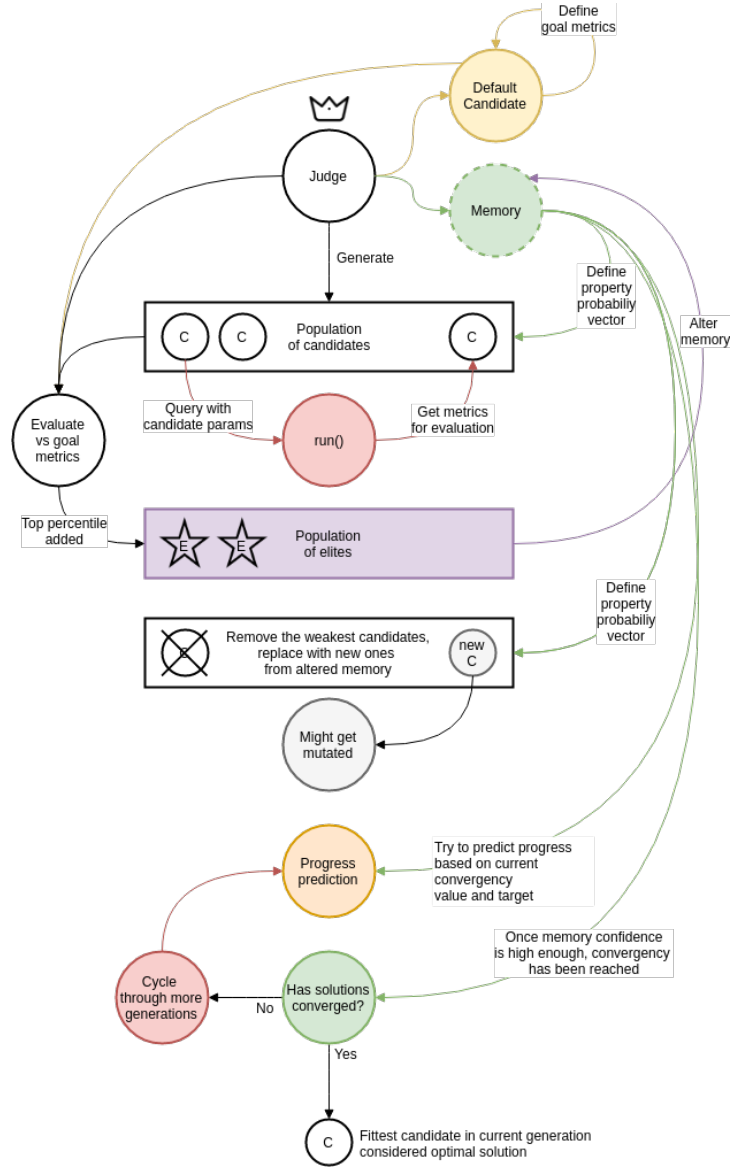 Define
goal metrics
Default
Candidate
Judge
Memory
Generate
Define
property
probabiliy
vector
Alter
memory
C
C
Population
of candidates
C
Query with
candidate params
run()
Get metrics
for evaluation
Evaluate
vs goal
metrics
Top percentile
added
E
E
Population
of elites
Define
property
probabiliy
vector
C
Remove the weakest candidates,
replace with new ones
from altered memory
new
C
Might get
mutated
Progress
prediction
Try to predict progress
based on current
convergency
value and target
Once memory confidence
is high enough, convergency
has been reached
Cycle
through more
generations
No
Has solutions
converged?
Yes
C
Fittest candidate in current generation
considered optimal solution